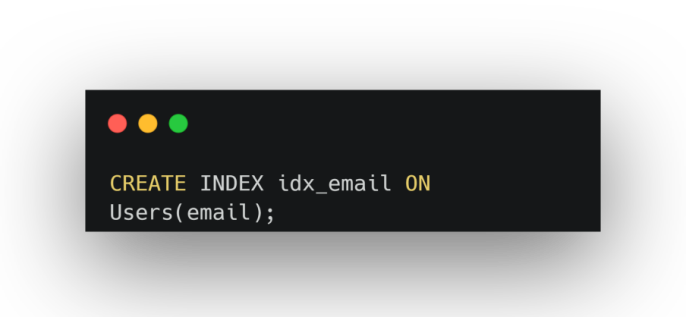 CREATE INDEX idx_email ON
Users(email);